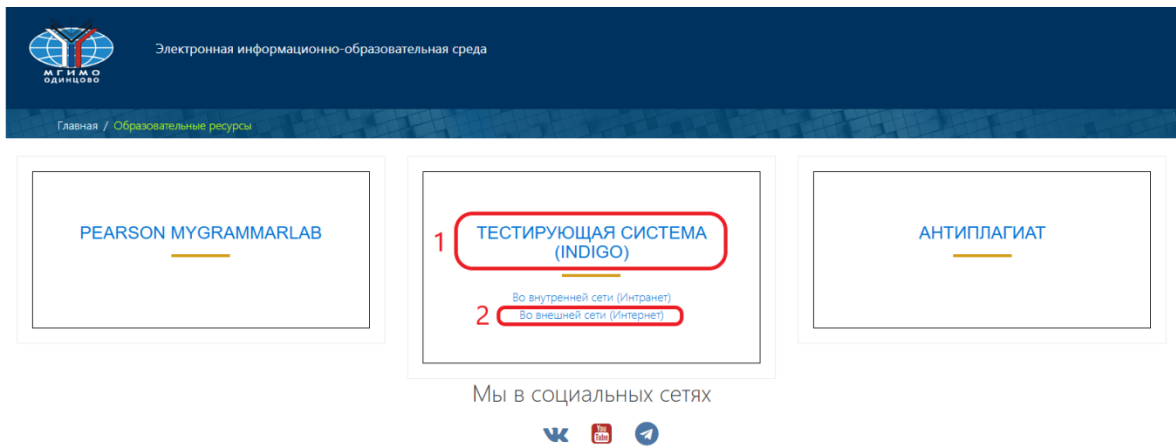 МГИМО
ОДИНЦОВО
Электронная информационно-образовательная среда
Главная / Образовательные ресурсы
PEARSON MYGRAMMARLAB
1
ТЕСТИРУЮЩАЯ СИСТЕМА
(INDIGO)
Во внутренней сети (Интранет)
2
Во внешней сети (Интернет)
АНТИПЛАГИАТ
Мы в социальных сетях
You
Tube